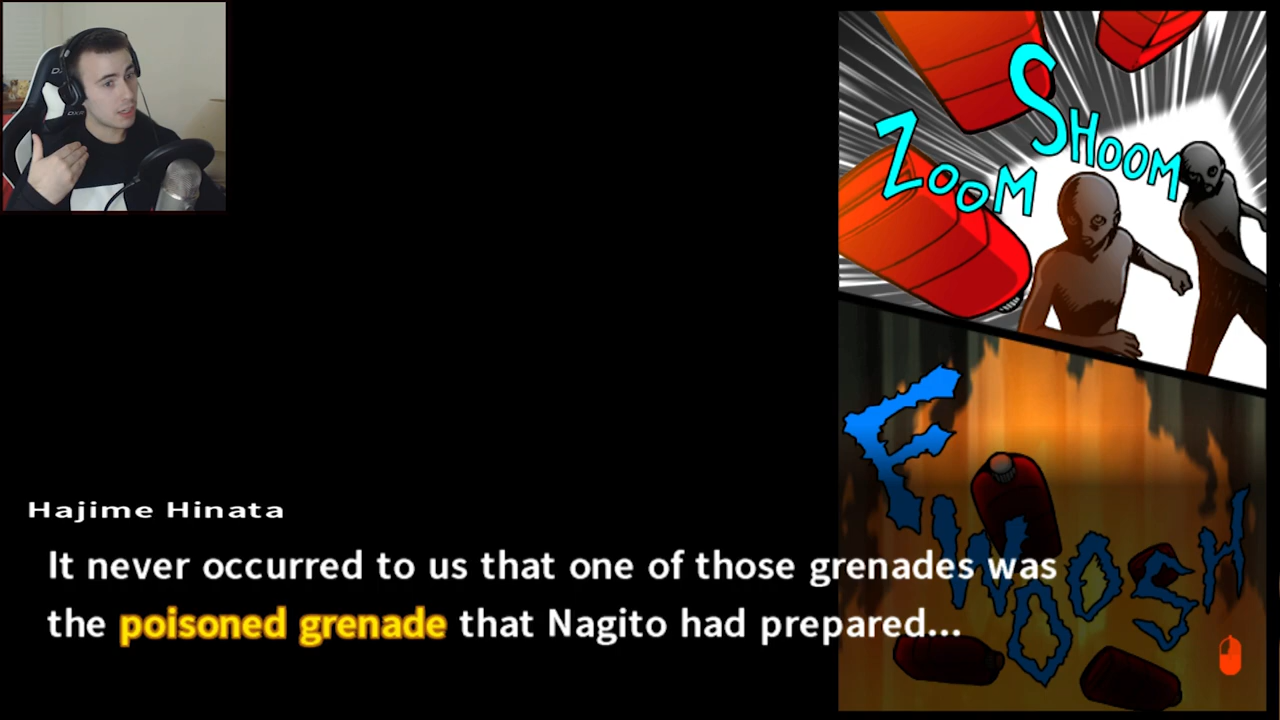 ZOOM
SHOOM
FWOOSH
Hajime Hinata
It never occurred to us that one of those grenades was
the poisoned grenade that Nagito had prepared...